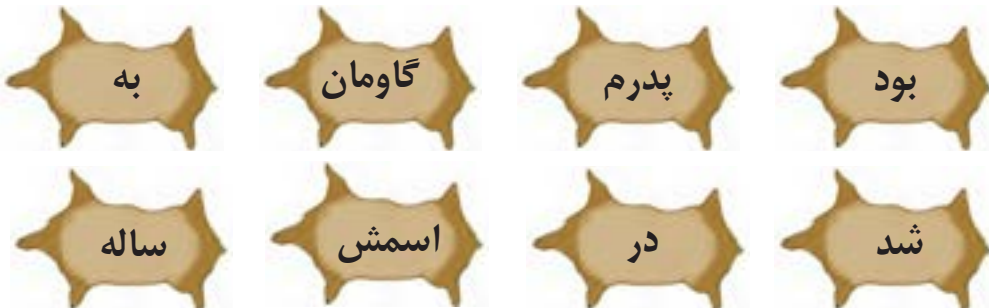 بود پدرم گاومان به
شد در اسمش ساله